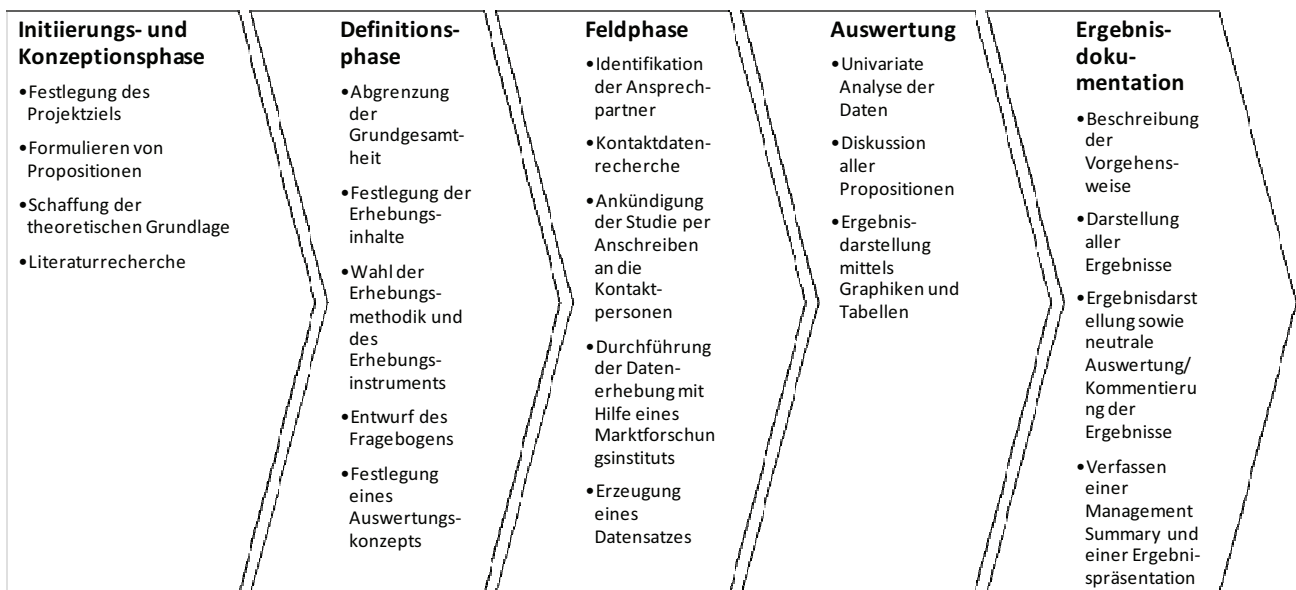 Initiierungs- und
Konzeptionsphase
•Festlegung des
Projektziels
•Formulieren von
Propositionen
•Schaffung der
theoretischen Grundlage
•Literaturrecherche
Definitions-
phase
•Abgrenzung
der
Grundgesamt-
heit
•Festlegung der
Erhebungs-
inhalte
•Wahl der
Erhebungs-
methodik und
des
Erhebungs-
instruments
•Entwurf des
Fragebogens
•Festlegung
eines
Auswertungs-
konzepts
Feldphase
•Identifikation
der Ansprech-
partner
•Kontaktdaten-
recherche
•Ankündigung
der Studie per
Anschreiben
an die
Kontakt-
personen
•Durchführung
der Daten-
erhebung mit
Hilfe eines
Marktforschun
gsinstituts
•Erzeugung
eines
Datensatzes
Auswertung
•Univariate
Analyse der
Daten
•Diskussion
aller
Propositionen
•Ergebnis-
darstellung
mittels
Graphiken und
Tabellen
Ergebnis-
doku-
mentation
•Beschreibung
der
Vorgehens-
weise
•Darstellung
aller
Ergebnisse
•Ergebnisdarst
ellung sowie
neutrale
Auswertung/
Kommentieru
ng der
Ergebnisse
•Verfassen
einer
Management
Summary und
einer Ergebni
spräsentation